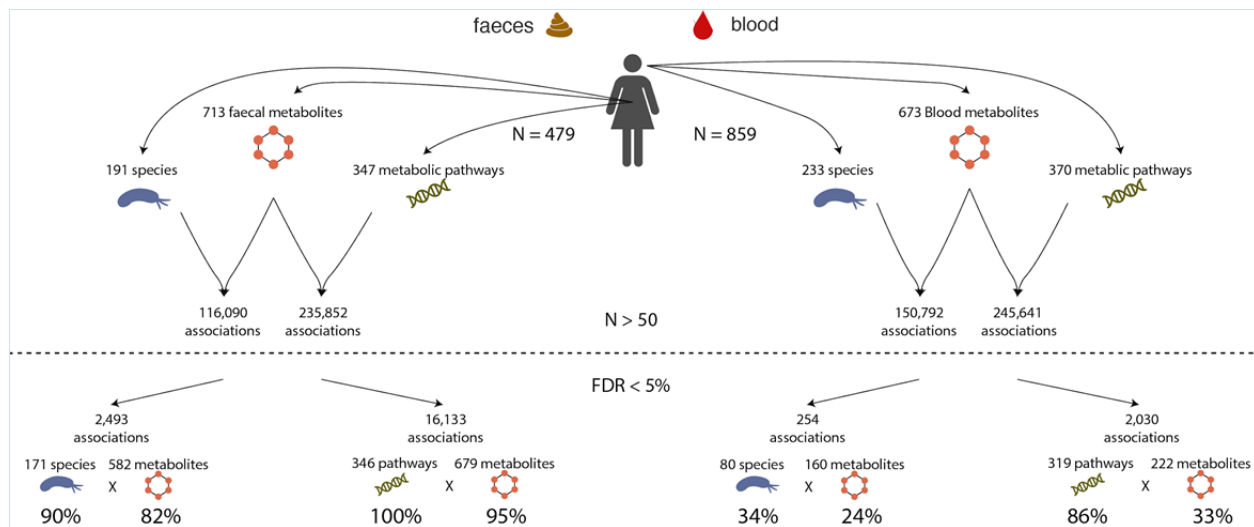 faeces
blood
713 faecal metabolites
673 Blood metabolites
N = 479
N = 859
191 species
347 metabolic pathways
233 species
370 metablic pathways
116,090
associations
235,852
associations
N > 50
150,792
associations
245,641
associations
FDR < 5%
2,493
associations
16,133
associations
254
associations
2,030
associations
171 species
582 metabolites
346 pathways
679 metabolites
80 species
160 metabolites
319 pathways
222 metabolites
X
X
X
X
90%
82%
100%
95%
34%
24%
86%
33%